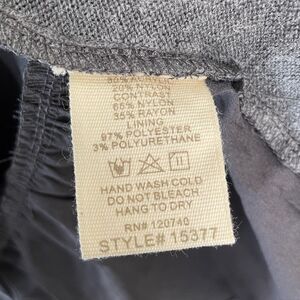 20% NYLON
CONTRAST
65% NYLON
35% RAYON
LINING
97% POLYESTER
3% POLYURETHANE
HAND WASH COLD
DO NOT BLEACH
HANG TO DRY
RN# 120740
STYLE# 15377